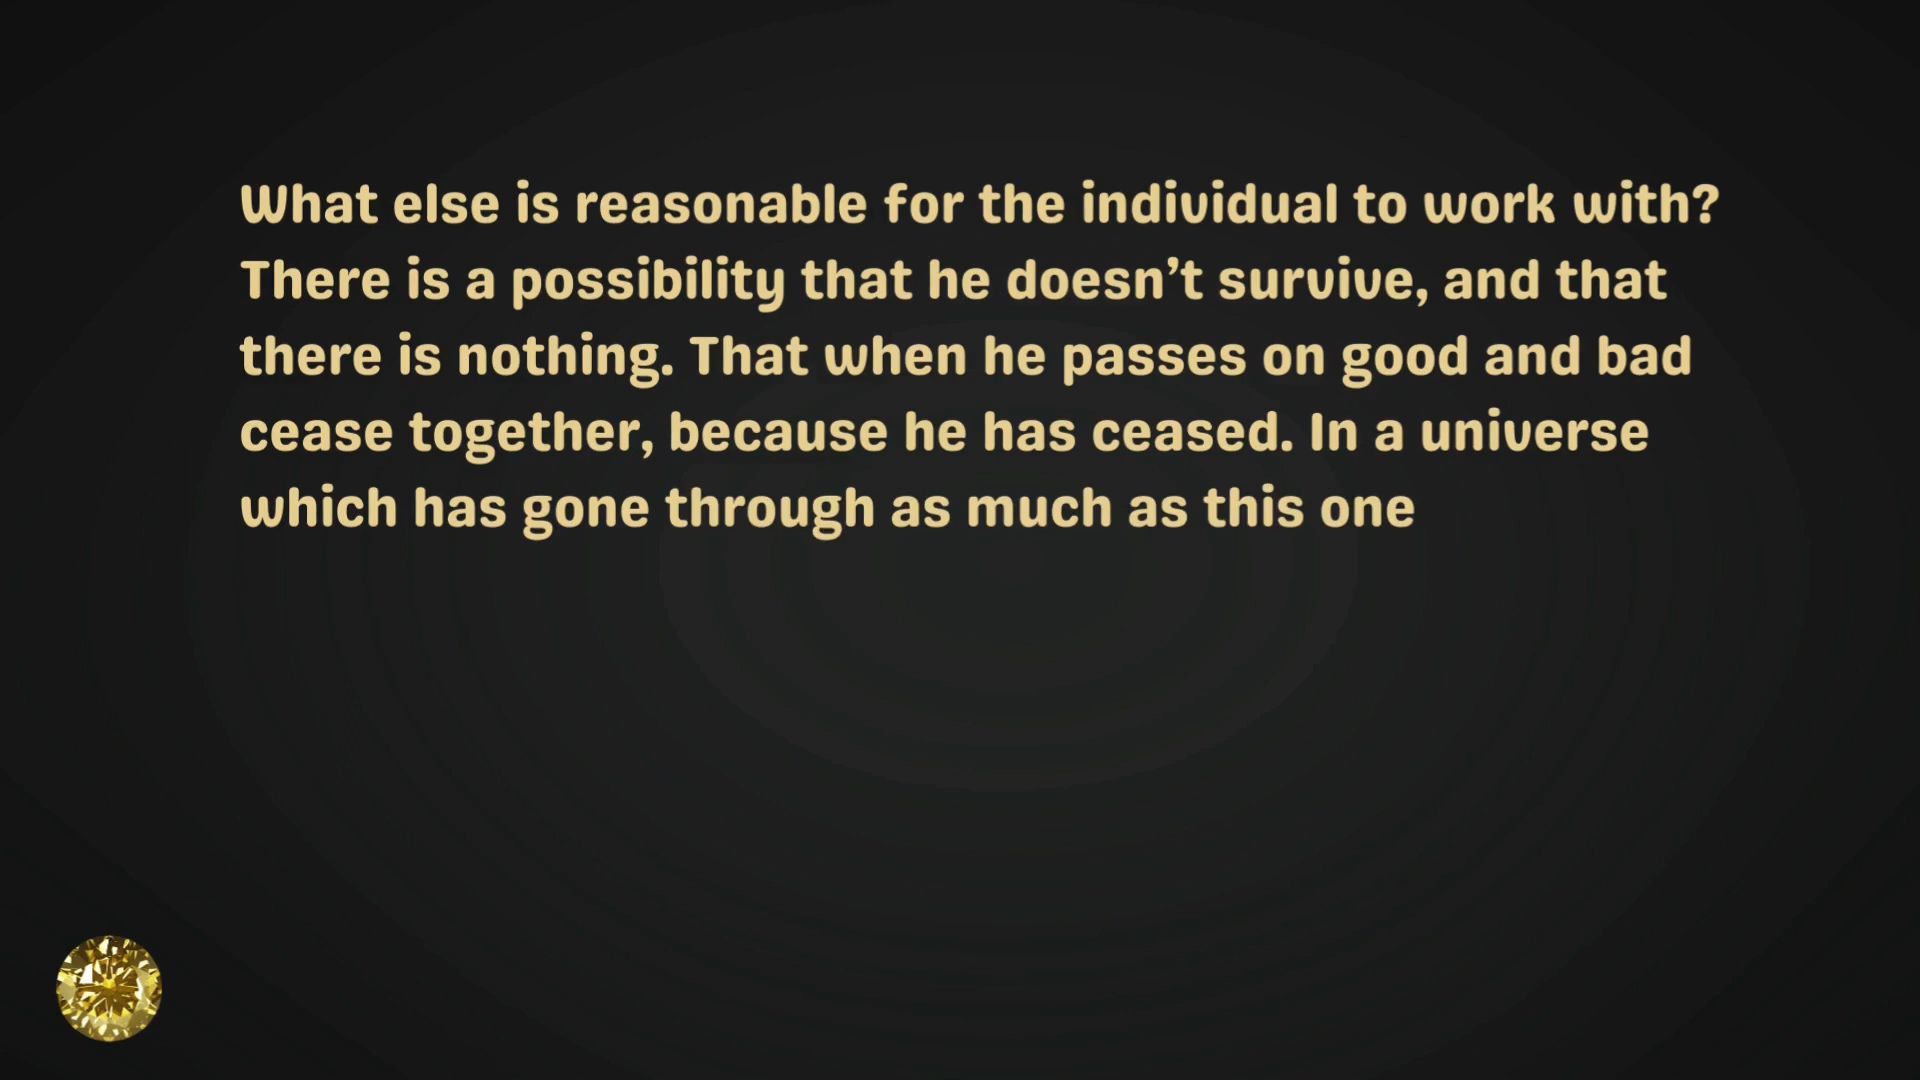 What else is reasonable for the individual to work with?
There is a possibility that he doesn’t survive, and that
there is nothing. That when he passes on good and bad
cease together, because he has ceased. In a universe
which has gone through as much as this one